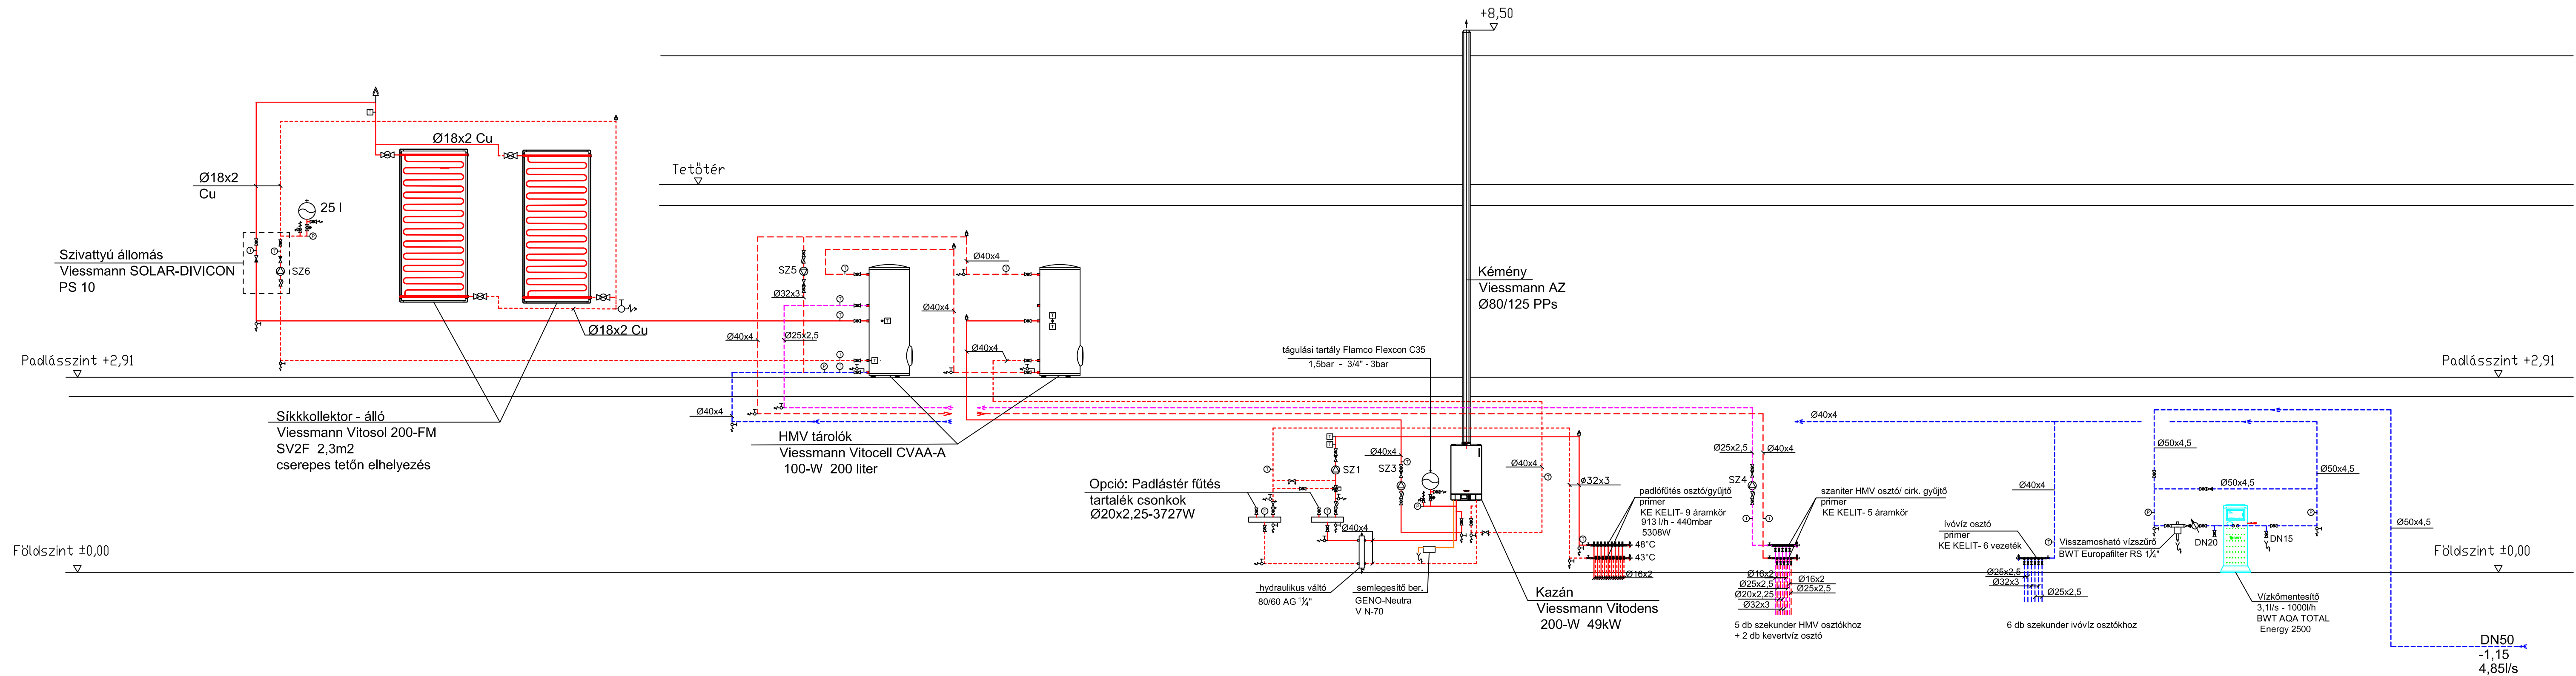 +8,50
Ø18x2 Cu
Tetőtér
Ø18x2
Cu
25 l
Szivattyú állomás
Viessmann SOLAR-DIVICON
PS 10
SZ6
Ø18x2 Cu
SZ5
Ø32x3
Ø40x4
Ø40x4
Ø40x4
Ø25x2,5
Ø40x4
Kémény
Viessmann AZ
Ø80/125 PPs
tágulási tartály Flamco Flexcon C35
1,5bar - 3/4" - 3bar
Padlásszint +2,91
Padlásszint +2,91
Síkkkollektor - álló
Viessmann Vitosol 200-FM
SV2F 2,3m2
cserepes tetőn elhelyezés
Ø40x4
HMV tárolók
Viessmann Vitocell CVAA-A
100-W 200 liter
Opció: Padlástér fűtés
tartalék csonkok
Ø20x2,25-3727W
SZ1
Ø40x4
SZ3
Ø40x4
Ø40x4
ø32x3
padlófűtés osztó/gyűjtő
primer
KE KELIT- 9 áramkör
913 l/h - 440mbar
5308W
48°C
43°C
Ø16x2
hydraulikus váltó
80/60 AG 1¼"
semlegesítő ber.
GENO-Neutra
V N-70
Kazán
Viessmann Vitodens
200-W 49kW
Ø25x2,5
Ø40x4
SZ4
szaniter HMV osztó/ cirk. gyűjtő
primer
KE KELIT- 5 áramkör
Ø16x2
Ø25x2,5
Ø20x2,25
Ø32x3
Ø16x2
Ø25x2,5
5 db szekunder HMV osztókhoz
+ 2 db kevertvíz osztó
Ø40x4
Ø40x4
ivóvíz osztó
primer
KE KELIT- 6 vezeték
Ø25x2,5
Ø32x3
Ø25x2,5
6 db szekunder ivóvíz osztókhoz
Ø50x4,5
Ø50x4,5
Ø50x4,5
Ø50x4,5
Visszamosható vízszűrő
BWT Europafilter RS 1¼"
DN20
DN15
Vízkőmentesítő
3,1l/s - 1000l/h
BWT AQA TOTAL
Energy 2500
Földszint ±0,00
Földszint ±0,00
DN50
-1,15
4,85l/s